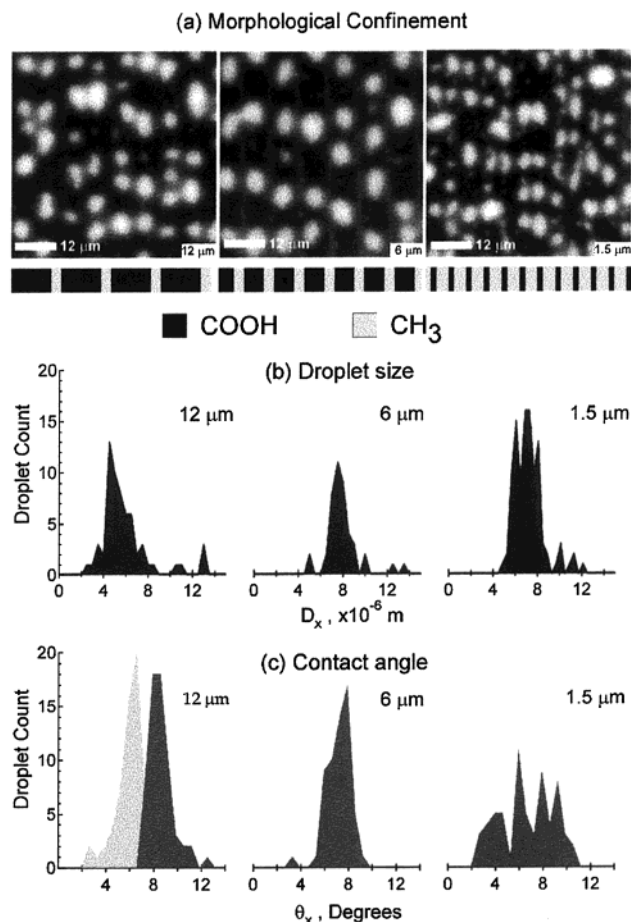 (a) Morphological Confinement
12 μm 12 μm 12 μm 6 μm 12 μm 1.5 μm
COOH CH3
(b) Droplet size
20
15
10
5
0
Droplet Count
12 μm 6 μm 1.5 μm
0 4 8 12 0 4 8 12 0 4 8 12
Dx , x10⁻⁶ m
(c) Contact angle
20
15
10
5
0
Droplet Count
12 μm 6 μm 1.5 μm
4 8 12 0 4 8 12 0 4 8 12
θx , Degrees